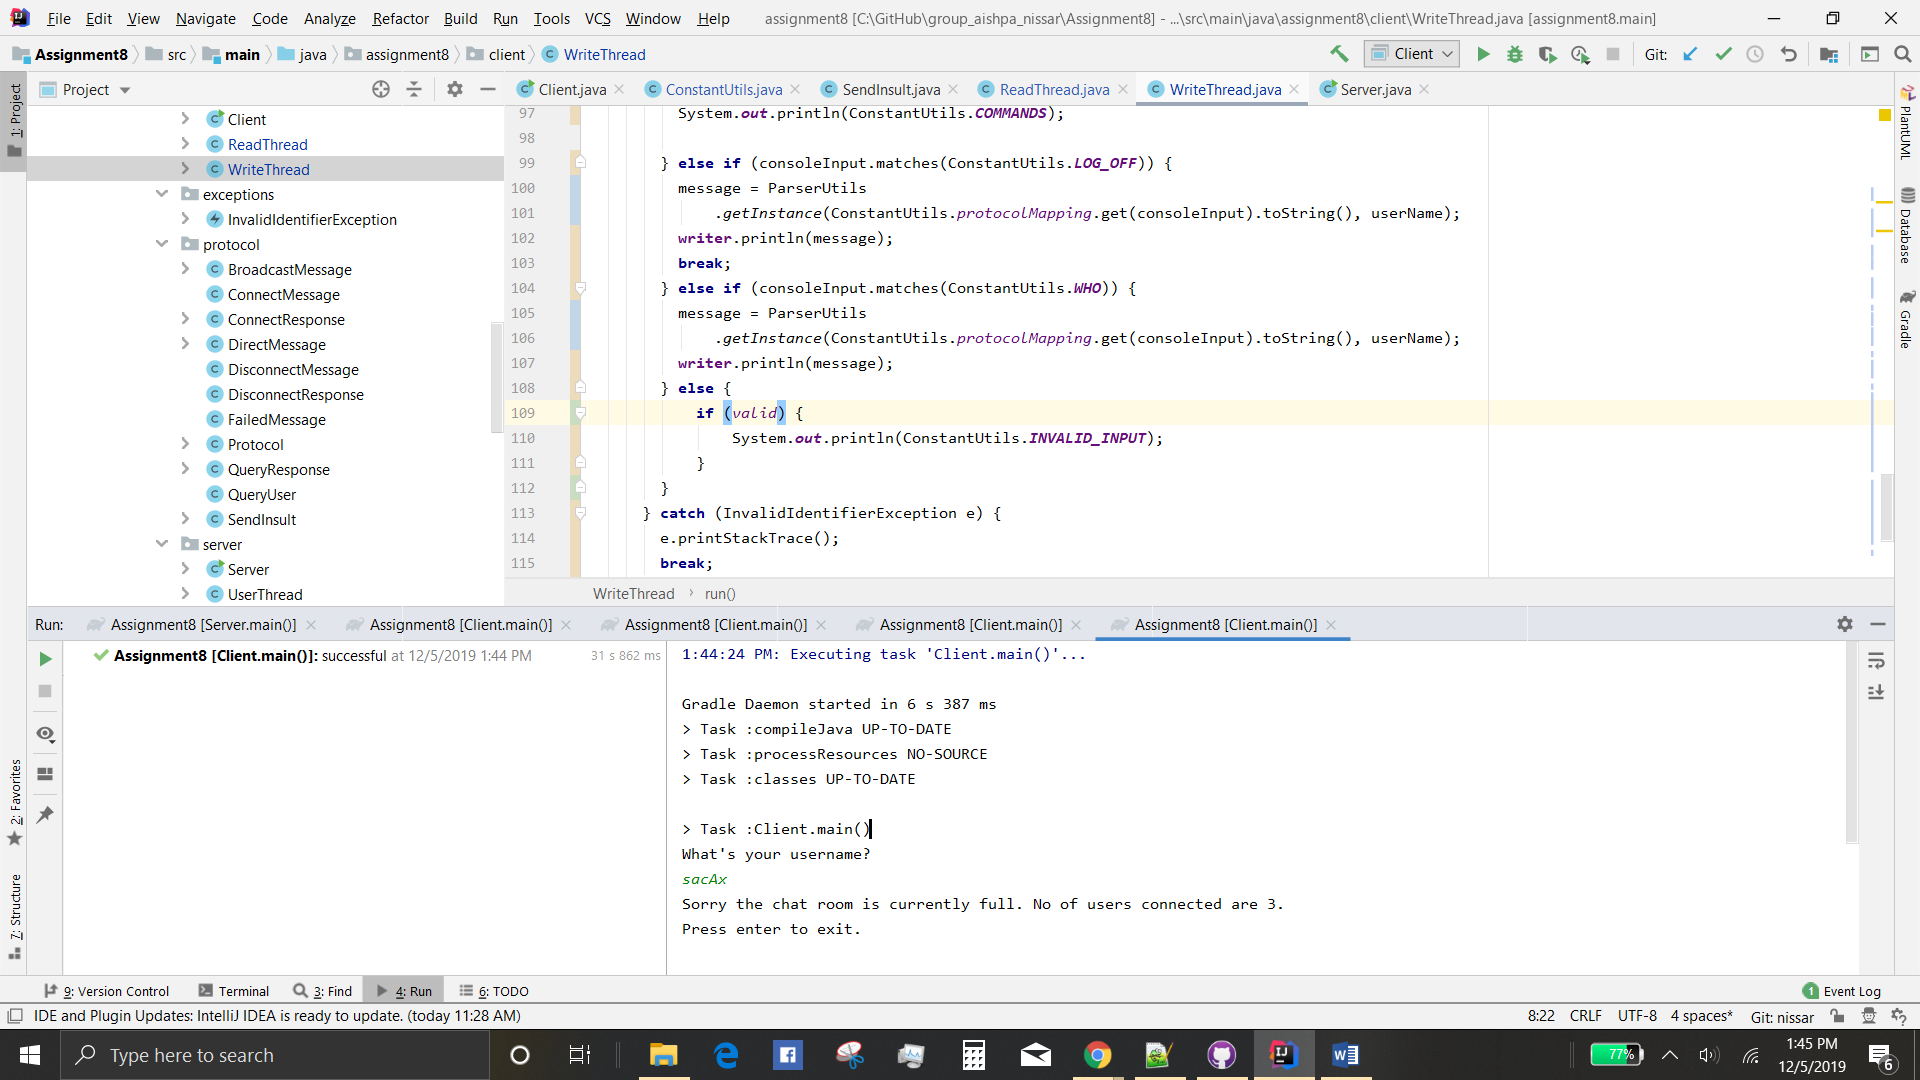 File Edit View Navigate Code Analyze Refactor Build Run Tools VCS Window Help assignment8 [C:\GitHub\group_aishpa_nissar\Assignment8] - ...\src\main\java\assignment8\client\WriteThread.java [assignment8.main]
Assignment8 src main java assignment8 client WriteThread Client Git:
1: Project
Project
Client.java ConstantUtils.java SendInsult.java ReadThread.java WriteThread.java Server.java
Client
ReadThread
WriteThread
exceptions
InvalidIdentifierException
protocol
BroadcastMessage
ConnectMessage
ConnectResponse
DirectMessage
DisconnectMessage
DisconnectResponse
FailedMessage
Protocol
QueryResponse
QueryUser
SendInsult
server
Server
UserThread
97 System.out.println(ConstantUtils.COMMANDS);
98
99 } else if (consoleInput.matches(ConstantUtils.LOG_OFF)) {
100 message = ParserUtils
101 .getInstance(ConstantUtils.protocolMapping.get(consoleInput).toString(), userName);
102 writer.println(message);
103 break;
104 } else if (consoleInput.matches(ConstantUtils.WHO)) {
105 message = ParserUtils
106 .getInstance(ConstantUtils.protocolMapping.get(consoleInput).toString(), userName);
107 writer.println(message);
108 } else {
109 if (valid) {
110 System.out.println(ConstantUtils.INVALID_INPUT);
111 }
112 }
113 } catch (InvalidIdentifierException e) {
114 e.printStackTrace();
115 break;
WriteThread run()
PlantUML
Database
Gradle
Run: Assignment8 [Server.main()] Assignment8 [Client.main()] Assignment8 [Client.main()] Assignment8 [Client.main()] Assignment8 [Client.main()]
Assignment8 [Client.main()]: successful at 12/5/2019 1:44 PM 31 s 862 ms
1:44:24 PM: Executing task 'Client.main()'...
Gradle Daemon started in 6 s 387 ms
> Task :compileJava UP-TO-DATE
> Task :processResources NO-SOURCE
> Task :classes UP-TO-DATE
> Task :Client.main()
What's your username?
sacAx
Sorry the chat room is currently full. No of users connected are 3.
Press enter to exit.
2: Favorites
7: Structure
9: Version Control Terminal 3: Find 4: Run 6: TODO 1 Event Log
IDE and Plugin Updates: IntelliJ IDEA is ready to update. (today 11:28 AM) 8:22 CRLF UTF-8 4 spaces* Git: nissar
Type here to search 77% 1:45 PM
12/5/2019 6